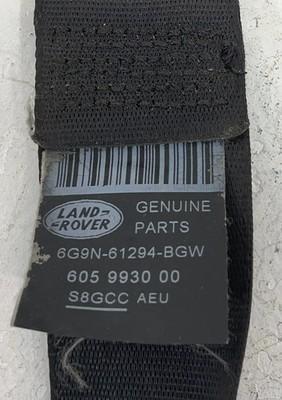 LAND-
-ROVER
GENUINE
PARTS
6G9N-61294-BGW
605 9930 00
S8GCC AEU